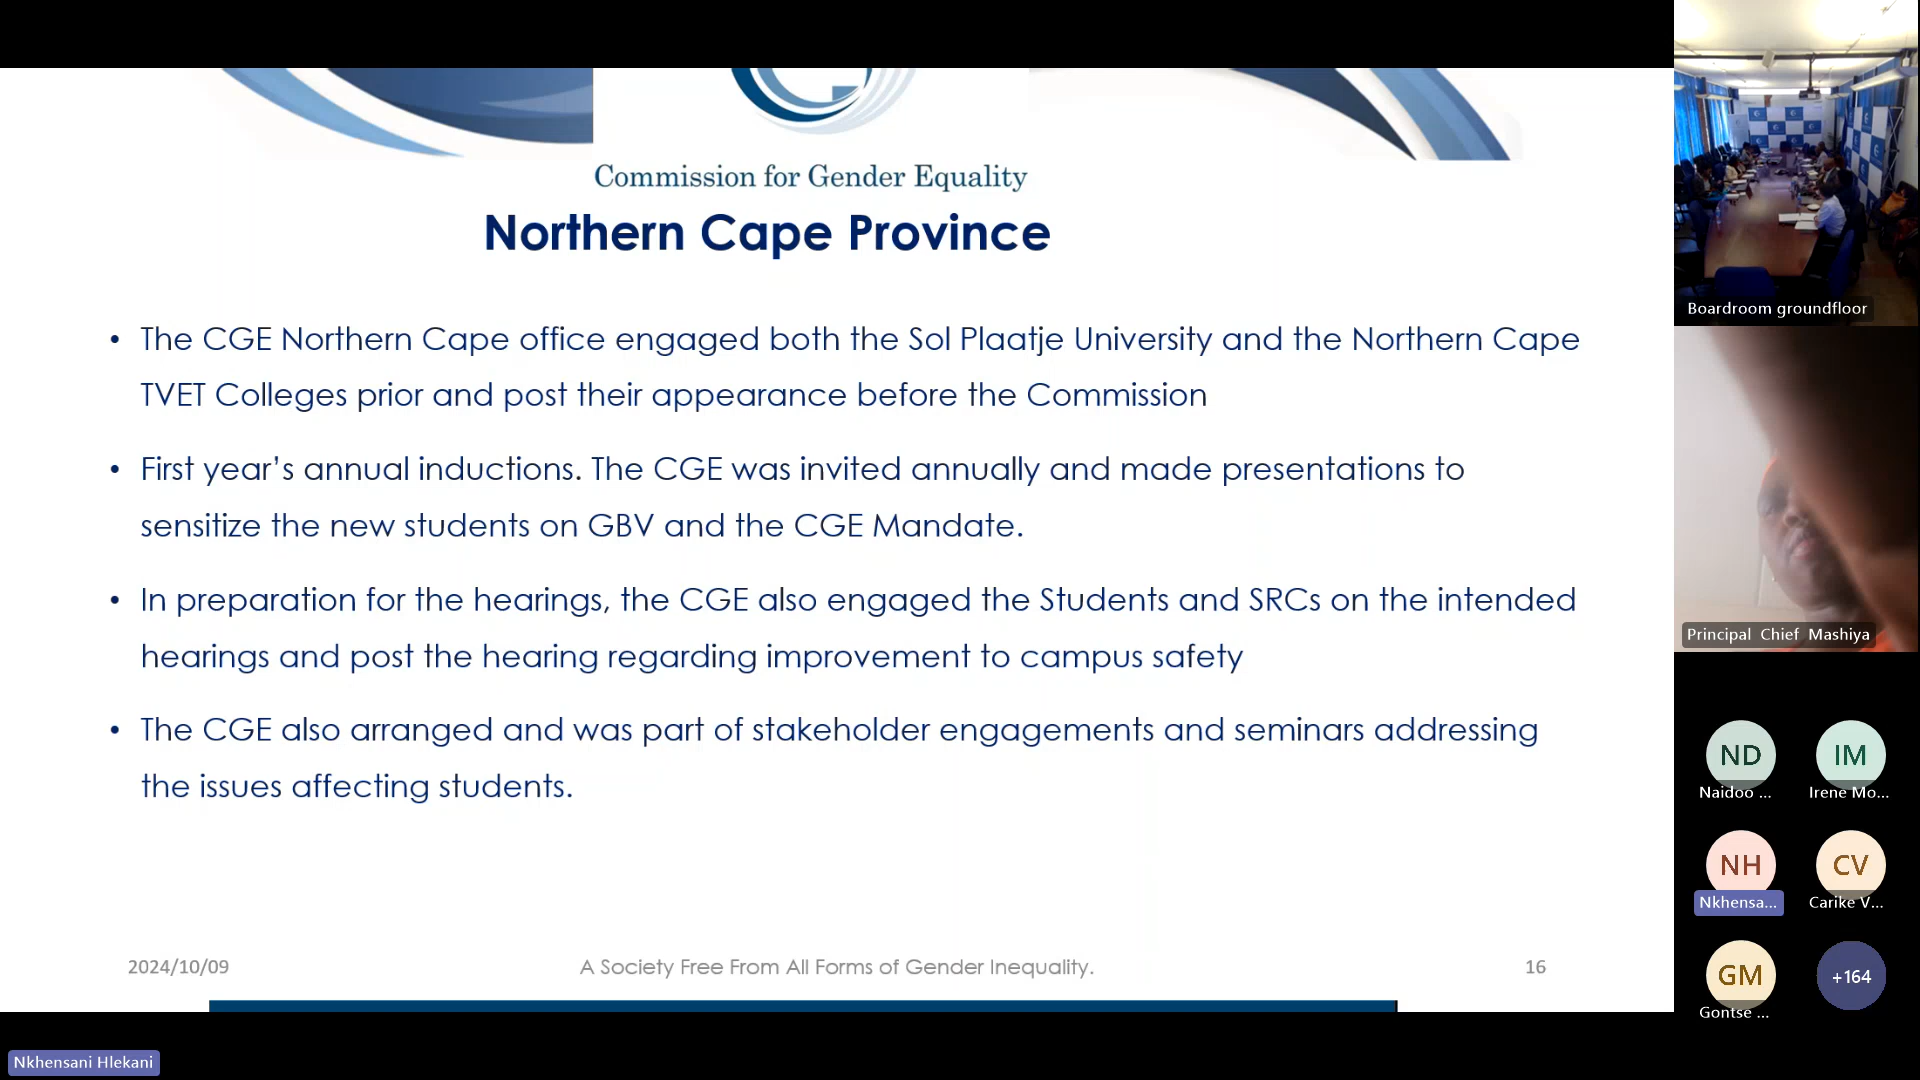 Commission for Gender Equality
Northern Cape Province
• The CGE Northern Cape office engaged both the Sol Plaatje University and the Northern Cape
TVET Colleges prior and post their appearance before the Commission
• First year’s annual inductions. The CGE was invited annually and made presentations to
sensitize the new students on GBV and the CGE Mandate.
• In preparation for the hearings, the CGE also engaged the Students and SRCs on the intended
hearings and post the hearing regarding improvement to campus safety
• The CGE also arranged and was part of stakeholder engagements and seminars addressing
the issues affecting students.
2024/10/09
A Society Free From All Forms of Gender Inequality.
16
Nkhensani Hlekani
Boardroom groundfloor
Principal Chief Mashiya
ND
IM
Naidoo ...
Irene Mo...
NH
CV
Nkhensa...
Carike V...
GM
+164
Gontse ...